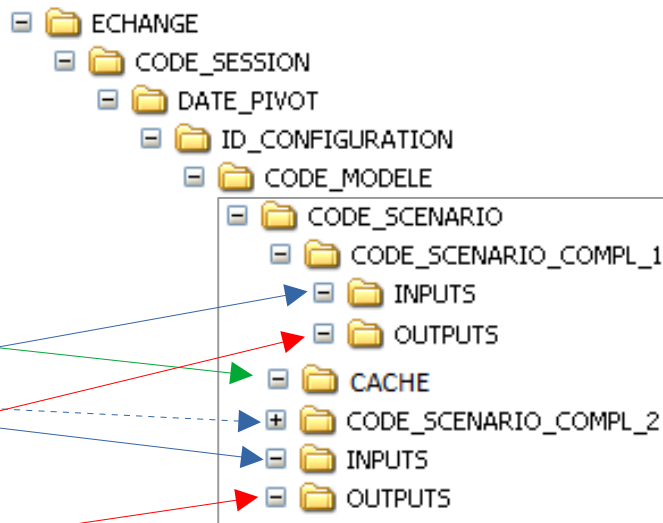 ECHANGE
CODE_SESSION
DATE_PIVOT
ID_CONFIGURATION
CODE_MODELE
CODE_SCENARIO
CODE_SCENARIO_COMPL_1
INPUTS
OUTPUTS
CACHE
CODE_SCENARIO_COMPL_2
INPUTS
OUTPUTS